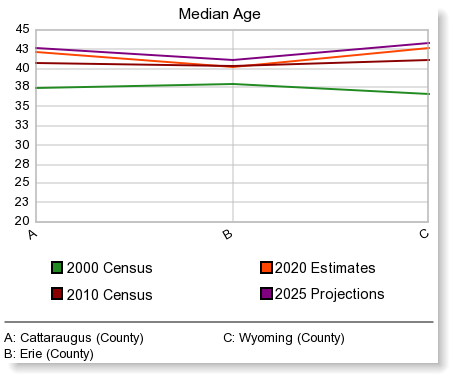 Median Age
45
43
40
38
35
33
30
28
25
23
20
A B C
2000 Census 2020 Estimates
2010 Census 2025 Projections
A: Cattaraugus (County) C: Wyoming (County)
B: Erie (County)